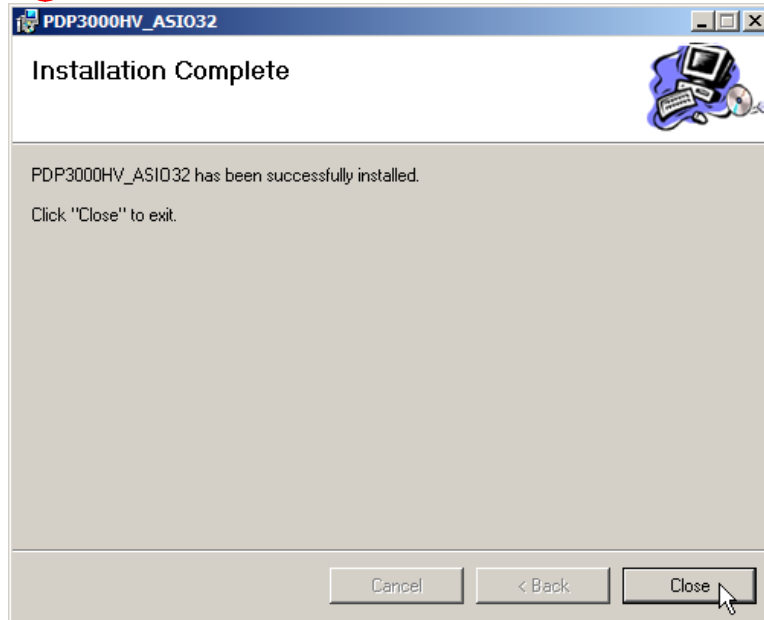 PDP3000HV_ASIO32
Installation Complete
PDP3000HV_ASIO32 has been successfully installed.
Click "Close" to exit.
Cancel
< Back
Close